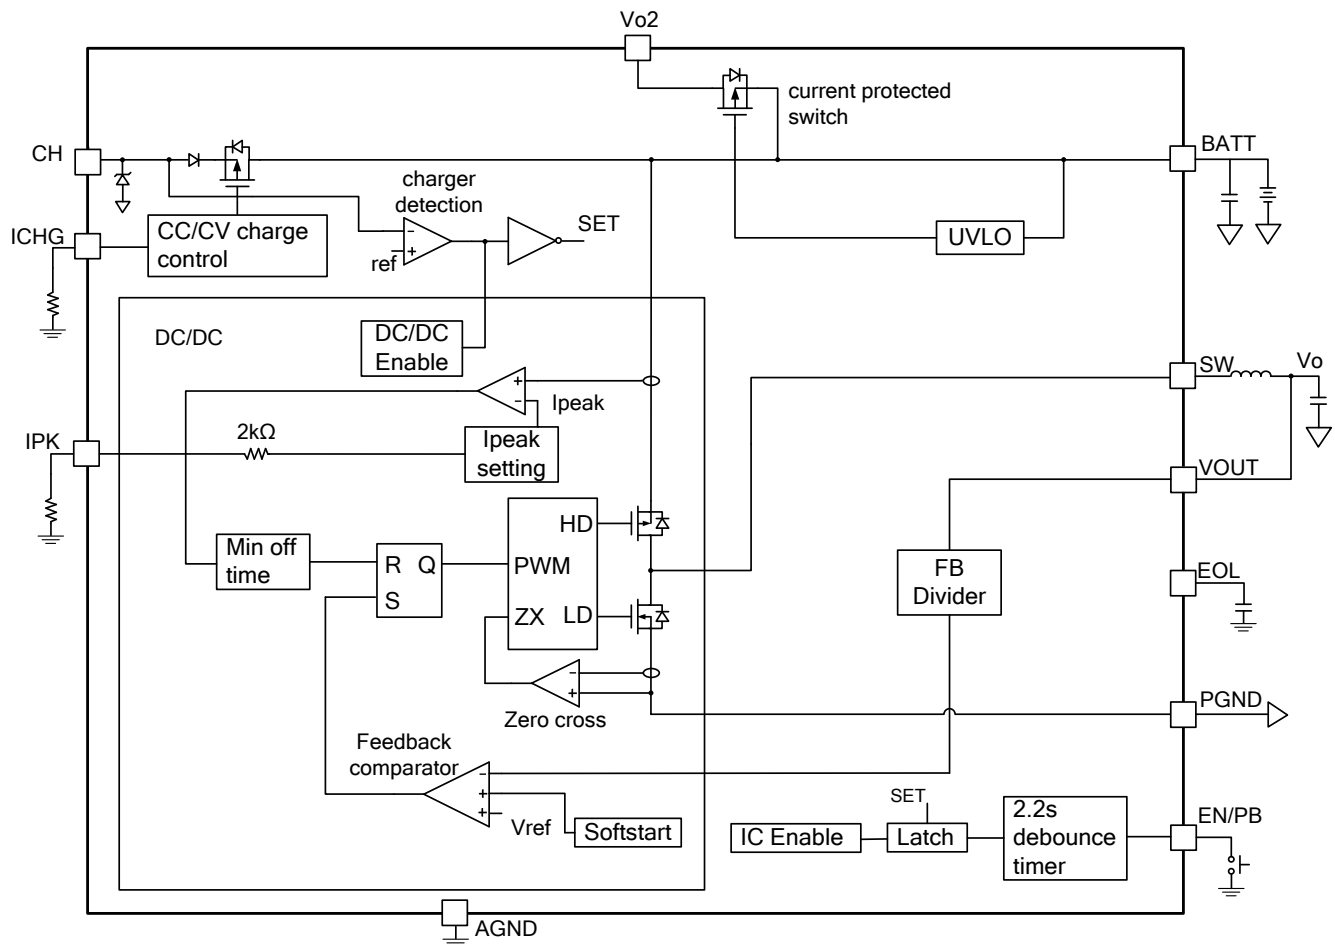 Vo2
current protected
switch
CH
BATT
charger
detection
SET
ICHG
CC/CV charge
control
-
+
ref
UVLO
DC/DC
DC/DC
Enable
SW
Vo
+
-
Ipeak
IPK
2kΩ
Ipeak
setting
VOUT
HD
Min off
time
R Q
S
PWM
ZX
LD
FB
Divider
EOL
-
+
Zero cross
PGND
Feedback
comparator
-
+
+
Vref
Softstart
SET
IC Enable
Latch
2.2s
debounce
timer
EN/PB
AGND